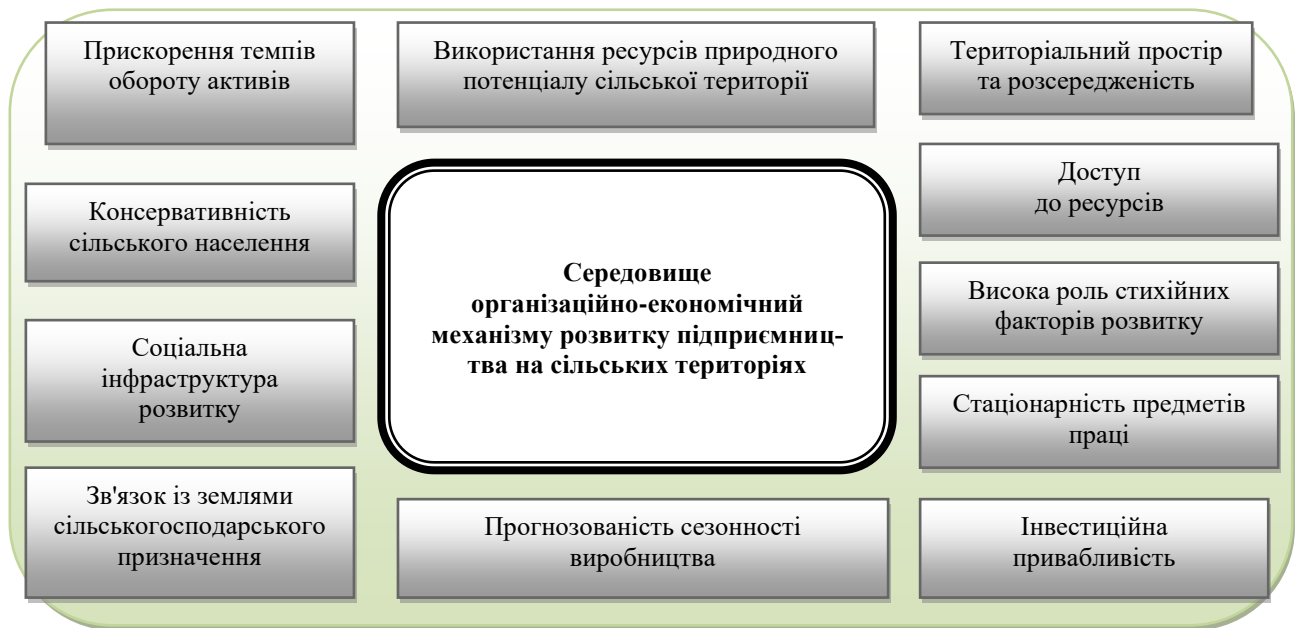 Прискорення темпів
обороту активів
Використання ресурсів природного
потенціалу сільської території
Територіальний простір
та розсередженість
Консервативність
сільського населення
Соціальна
інфраструктура
розвитку
Зв'язок із землями
сільськогосподарського
призначення
Середовище
організаційно-економічний
механізму розвитку підприємниц-
тва на сільських територіях
Доступ
до ресурсів
Висока роль стихійних
факторів розвитку
Стаціонарність предметів
праці
Прогнозованість сезонності
виробництва
Інвестиційна
привабливість